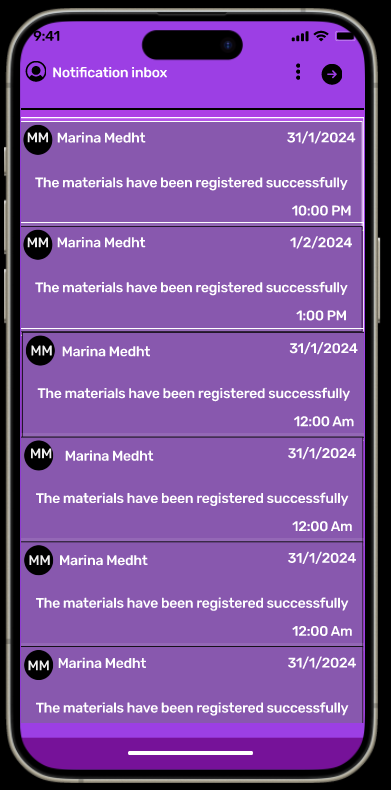 9:41
Notification inbox
MM Marina Medht 31/1/2024
The materials have been registered successfully
10:00 PM
MM Marina Medht 1/2/2024
The materials have been registered successfully
1:00 PM
MM Marina Medht 31/1/2024
The materials have been registered successfully
12:00 Am
MM Marina Medht 31/1/2024
The materials have been registered successfully
12:00 Am
MM Marina Medht 31/1/2024
The materials have been registered successfully
12:00 Am
MM Marina Medht 31/1/2024
The materials have been registered successfully